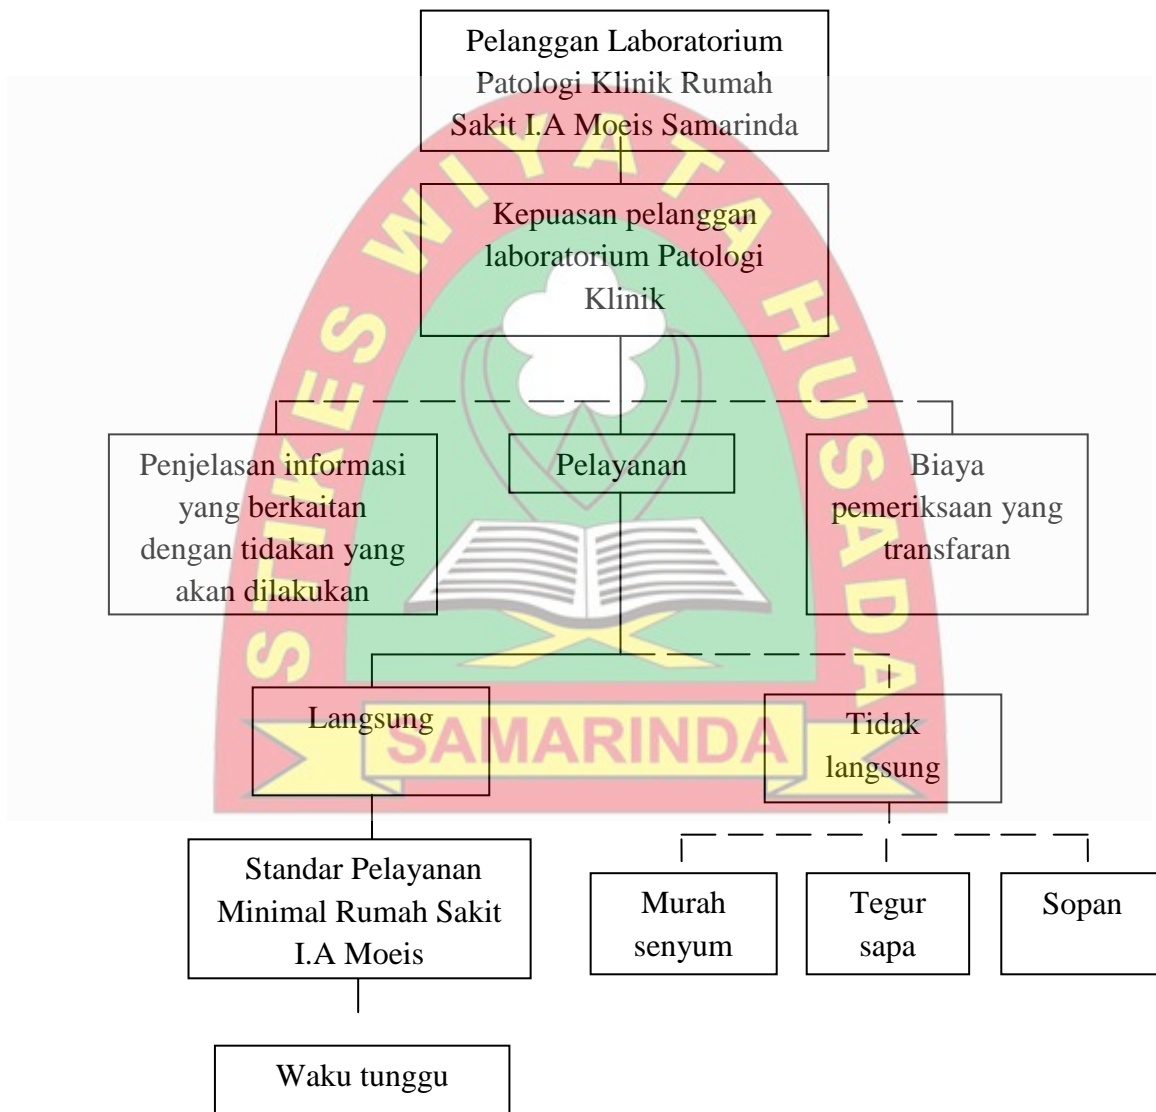 Pelanggan Laboratorium
Patologi Klinik Rumah
Sakit I.A Moeis Samarinda
Kepuasan pelanggan
laboratorium Patologi
Klinik
Penjelasan informasi
yang berkaitan
dengan tidakan yang
akan dilakukan
Pelayanan
Biaya
pemeriksaan yang
transfaran
Langsung
Tidak
langsung
Standar Pelayanan
Minimal Rumah Sakit
I.A Moeis
Murah
senyum
Tegur
sapa
Sopan
Waku tunggu
STIKES WIYATA HUSADA
SAMARINDA